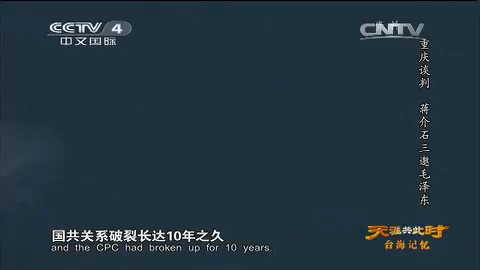 CCTV 4
中文国际
CNTV
重庆谈判 蒋介石三邀毛泽东
国共关系破裂长达10年之久
and the CPC had broken up for 10 years.
天涯共此时
台海记忆